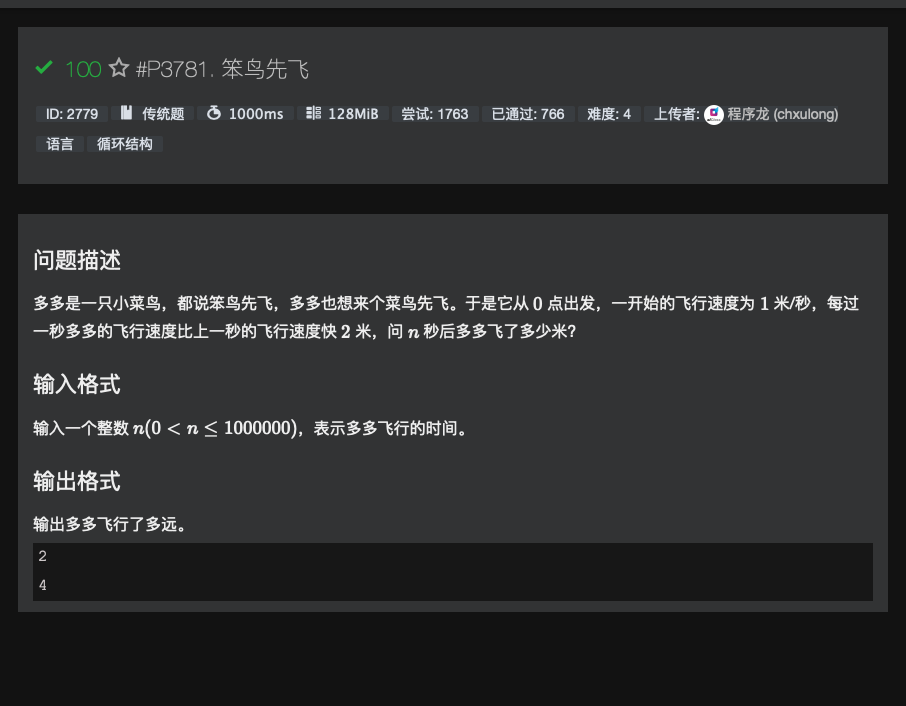 100 #P3781. 笨鸟先飞
ID: 2779 传统题 1000ms 128MiB 尝试: 1763 已通过: 766 难度: 4 上传者: 程序龙 (chxulong)
语言 循环结构
问题描述
多多是一只小菜鸟，都说笨鸟先飞，多多也想来个菜鸟先飞。于是它从 0 点出发，一开始的飞行速度为 1 米/秒，每过
一秒多多的飞行速度比上一秒的飞行速度快 2 米，问 n 秒后多多飞了多少米?
输入格式
输入一个整数 n(0 < n ≤ 1000000)，表示多多飞行的时间。
输出格式
输出多多飞行了多远。
2
4